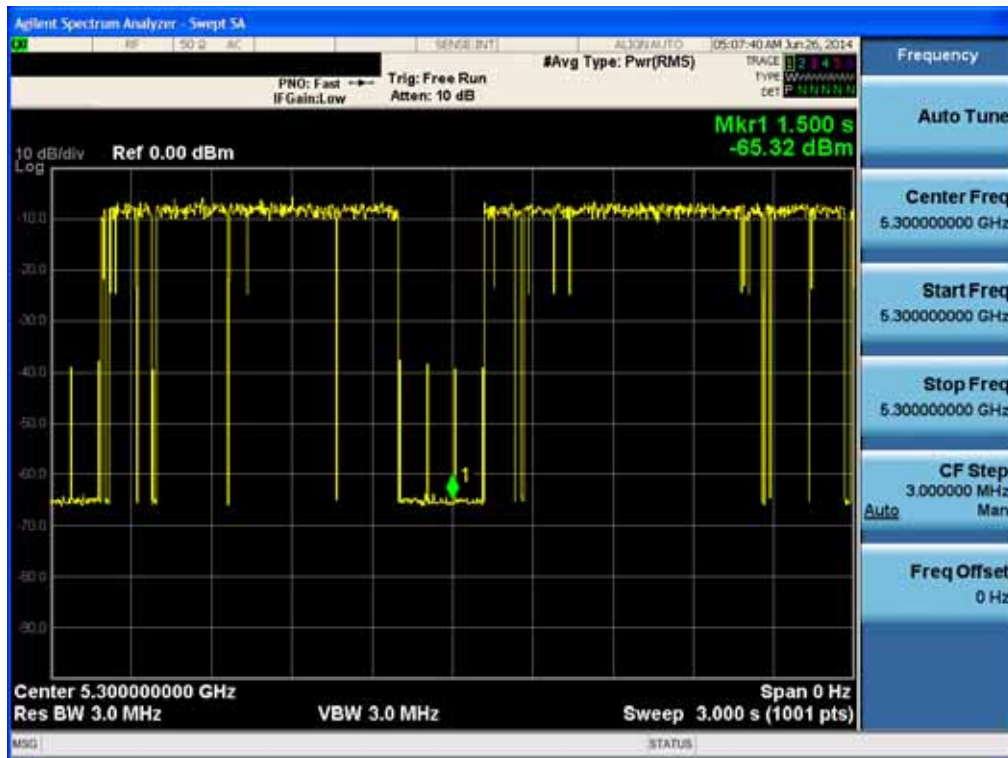 Agilent Spectrum Analyzer - Swept SA
RF 50 Ω AC SENSE:INT ALIGN AUTO 05:07:40 AM Jun 26, 2014
#Avg Type: Pwr(RMS) TRACE 1 2 3 4 5 6
PNO: Fast Trig: Free Run TYPE
IFGain:Low Atten: 10 dB DET P N N N N N
Mkr1 1.500 s
-65.32 dBm
10 dB/div Ref 0.00 dBm
Log
-10.0
-20.0
-30.0
-40.0
-50.0
-60.0
-70.0
-80.0
-90.0
1
Center 5.300000000 GHz Span 0 Hz
Res BW 3.0 MHz VBW 3.0 MHz Sweep 3.000 s (1001 pts)
MSG STATUS
Frequency
Auto Tune
Center Freq
5.300000000 GHz
Start Freq
5.300000000 GHz
Stop Freq
5.300000000 GHz
CF Step
3.000000 MHz
Auto Man
Freq Offset
0 Hz